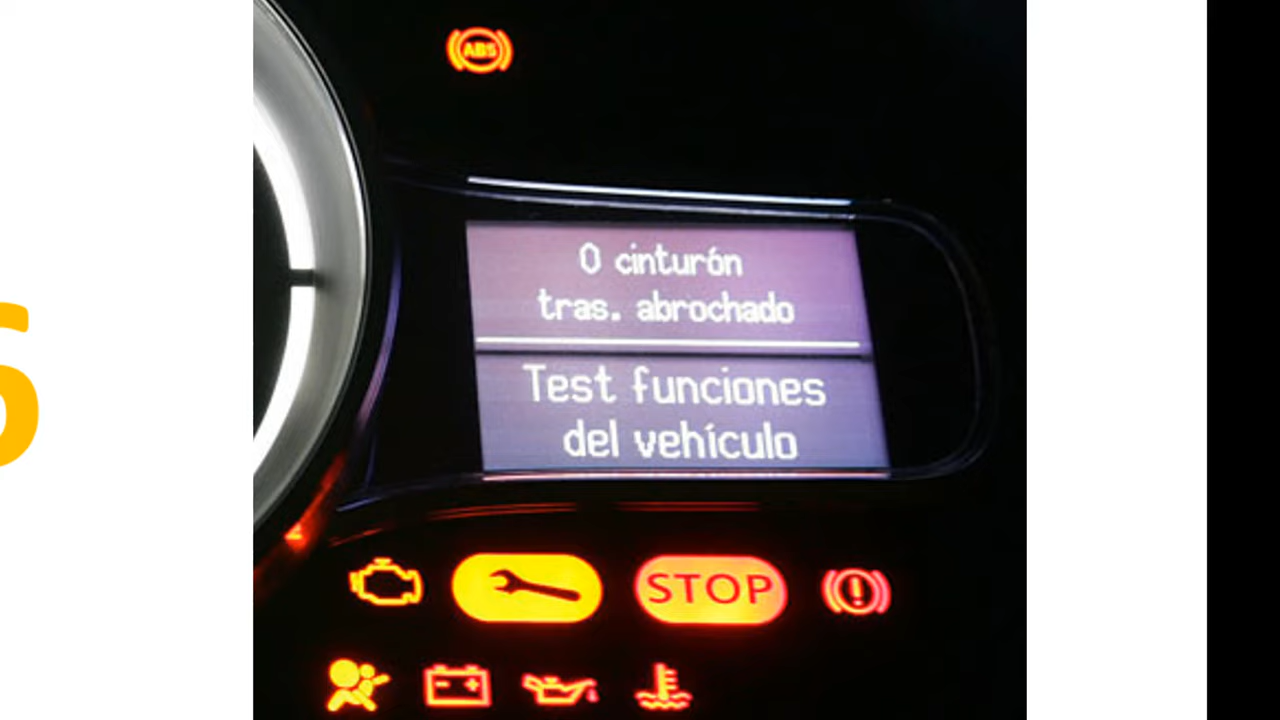 ABS
0 cinturón
tras. abrochado
Test funciones
del vehículo
STOP